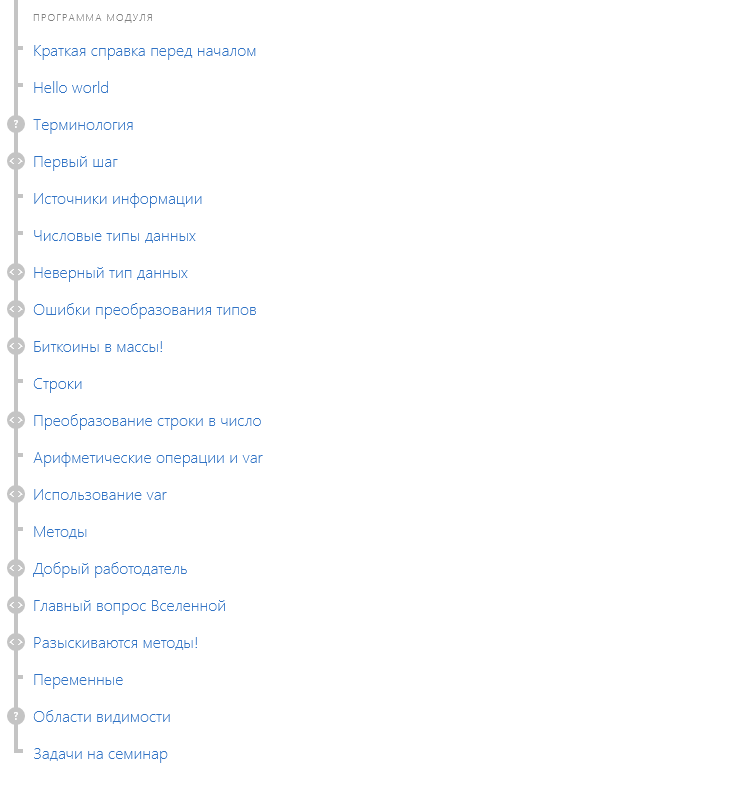 ПРОГРАММА МОДУЛЯ
Краткая справка перед началом
Hello world
?
Терминология
<>
Первый шаг
Источники информации
Числовые типы данных
<>
Неверный тип данных
<>
Ошибки преобразования типов
<>
Биткоины в массы!
Строки
<>
Преобразование строки в число
Арифметические операции и var
<>
Использование var
Методы
<>
Добрый работодатель
<>
Главный вопрос Вселенной
<>
Разыскиваются методы!
Переменные
?
Области видимости
Задачи на семинар